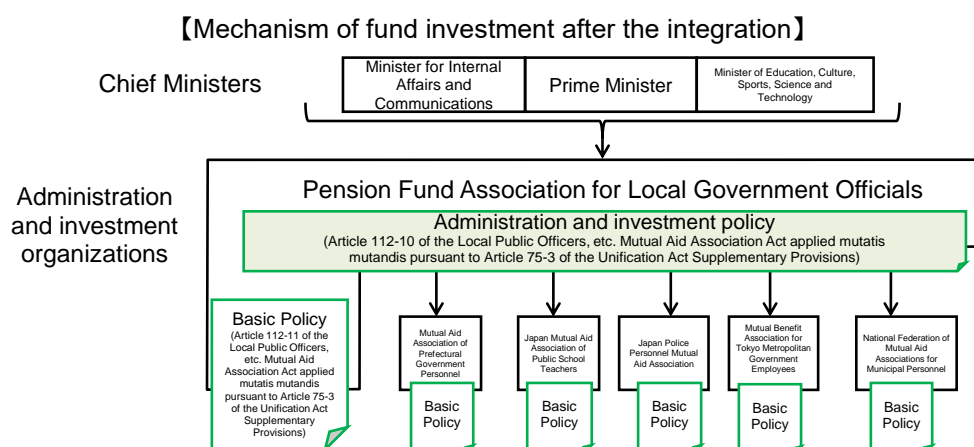 【Mechanism of fund investment after the integration】
Chief Ministers
Minister for Internal
Affairs and
Communications
Prime Minister
Minister of Education, Culture,
Sports, Science and
Technology
Administration
and investment
organizations
Pension Fund Association for Local Government Officials
Administration and investment policy
(Article 112-10 of the Local Public Officers, etc. Mutual Aid Association Act applied mutatis
mutandis pursuant to Article 75-3 of the Unification Act Supplementary Provisions)
Basic Policy
(Article 112-11 of the
Local Public Officers,
etc. Mutual Aid
Association Act applied
mutatis mutandis
pursuant to Article 75-3
of the Unification Act
Supplementary
Provisions)
Mutual Aid
Association of
Prefectural
Government
Personnel
Japan Mutual Aid
Association of
Public School
Teachers
Japan Police
Personnel Mutual
Aid Association
Mutual Benefit
Association for
Tokyo Metropolitan
Government
Employees
National Federation of
Mutual Aid
Associations for
Municipal Personnel
Basic
Policy
Basic
Policy
Basic
Policy
Basic
Policy
Basic
Policy